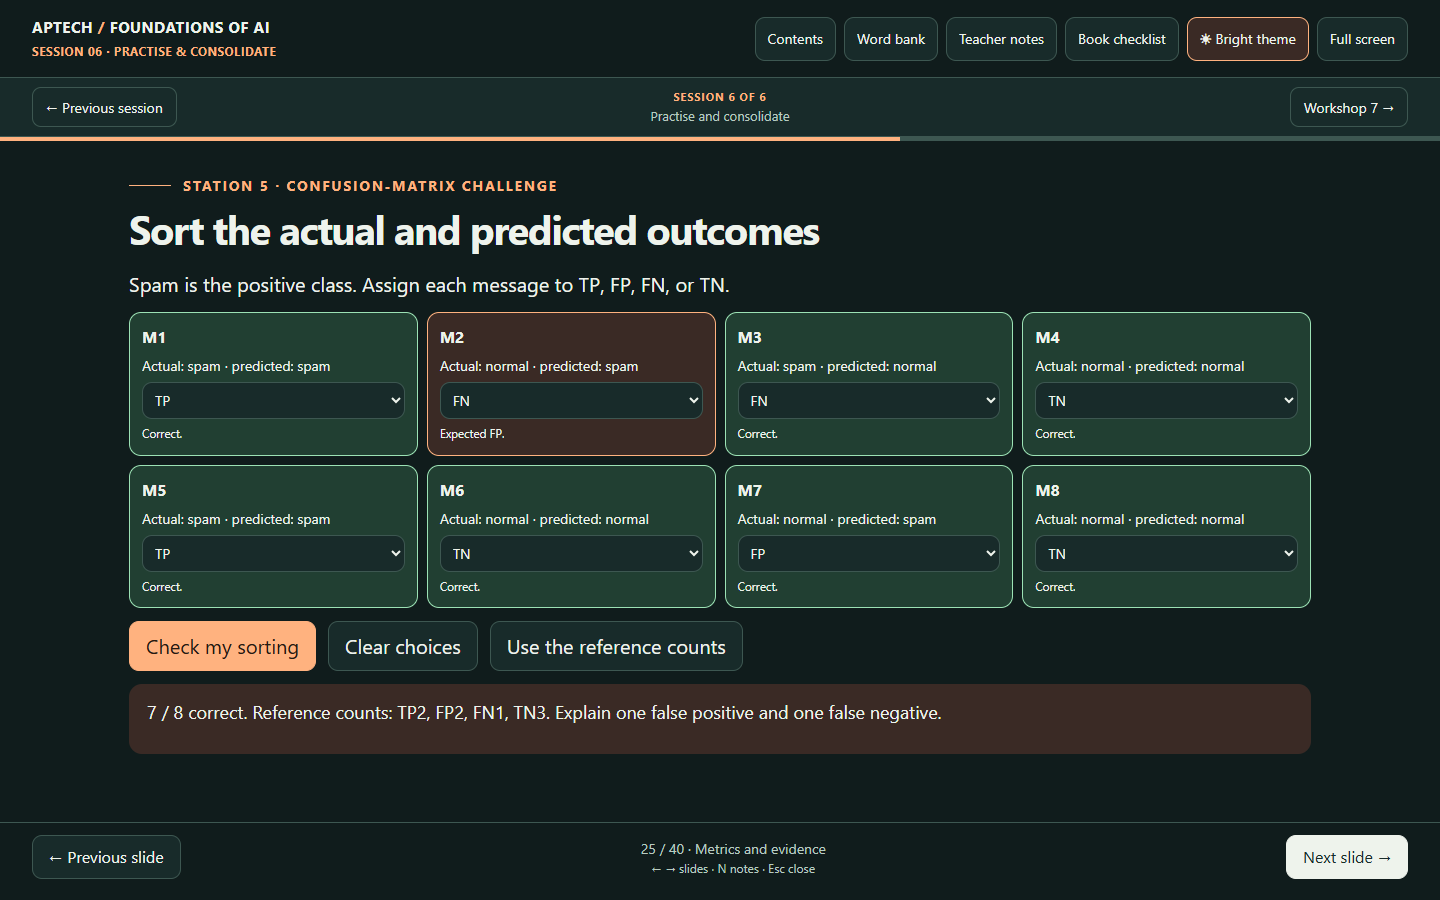 APTECH / FOUNDATIONS OF AI
SESSION 06 · PRACTISE & CONSOLIDATE
Contents
Word bank
Teacher notes
Book checklist
☀ Bright theme
Full screen
← Previous session
SESSION 6 OF 6
Practise and consolidate
Workshop 7 →
STATION 5 · CONFUSION-MATRIX CHALLENGE
Sort the actual and predicted outcomes
Spam is the positive class. Assign each message to TP, FP, FN, or TN.
M1
Actual: spam · predicted: spam
TP
Correct.
M2
Actual: normal · predicted: spam
FN
Expected FP.
M3
Actual: spam · predicted: normal
FN
Correct.
M4
Actual: normal · predicted: normal
TN
Correct.
M5
Actual: spam · predicted: spam
TP
Correct.
M6
Actual: normal · predicted: normal
TN
Correct.
M7
Actual: normal · predicted: spam
FP
Correct.
M8
Actual: normal · predicted: normal
TN
Correct.
Check my sorting
Clear choices
Use the reference counts
7 / 8 correct. Reference counts: TP2, FP2, FN1, TN3. Explain one false positive and one false negative.
← Previous slide
25 / 40 · Metrics and evidence
← → slides · N notes · Esc close
Next slide →